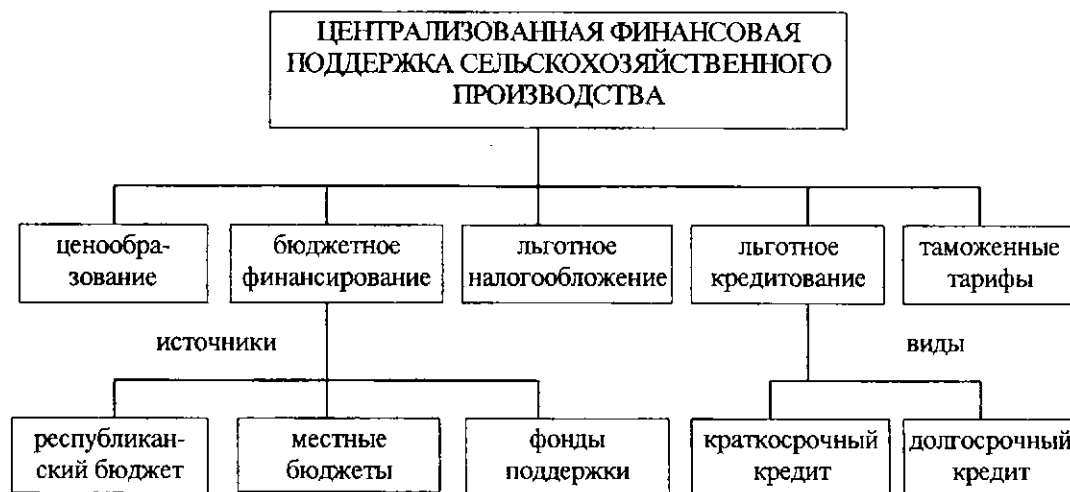 ЦЕНТРАЛИЗОВАННАЯ ФИНАНСОВАЯ
ПОДДЕРЖКА СЕЛЬСКОХОЗЯЙСТВЕННОГО
ПРОИЗВОДСТВА
ценообра-
зование
бюджетное
финансирование
льготное
налогообложение
льготное
кредитование
таможенные
тарифы
источники
виды
республикан-
ский бюджет
местные
бюджеты
фонды
поддержки
краткосрочный
кредит
долгосрочный
кредит